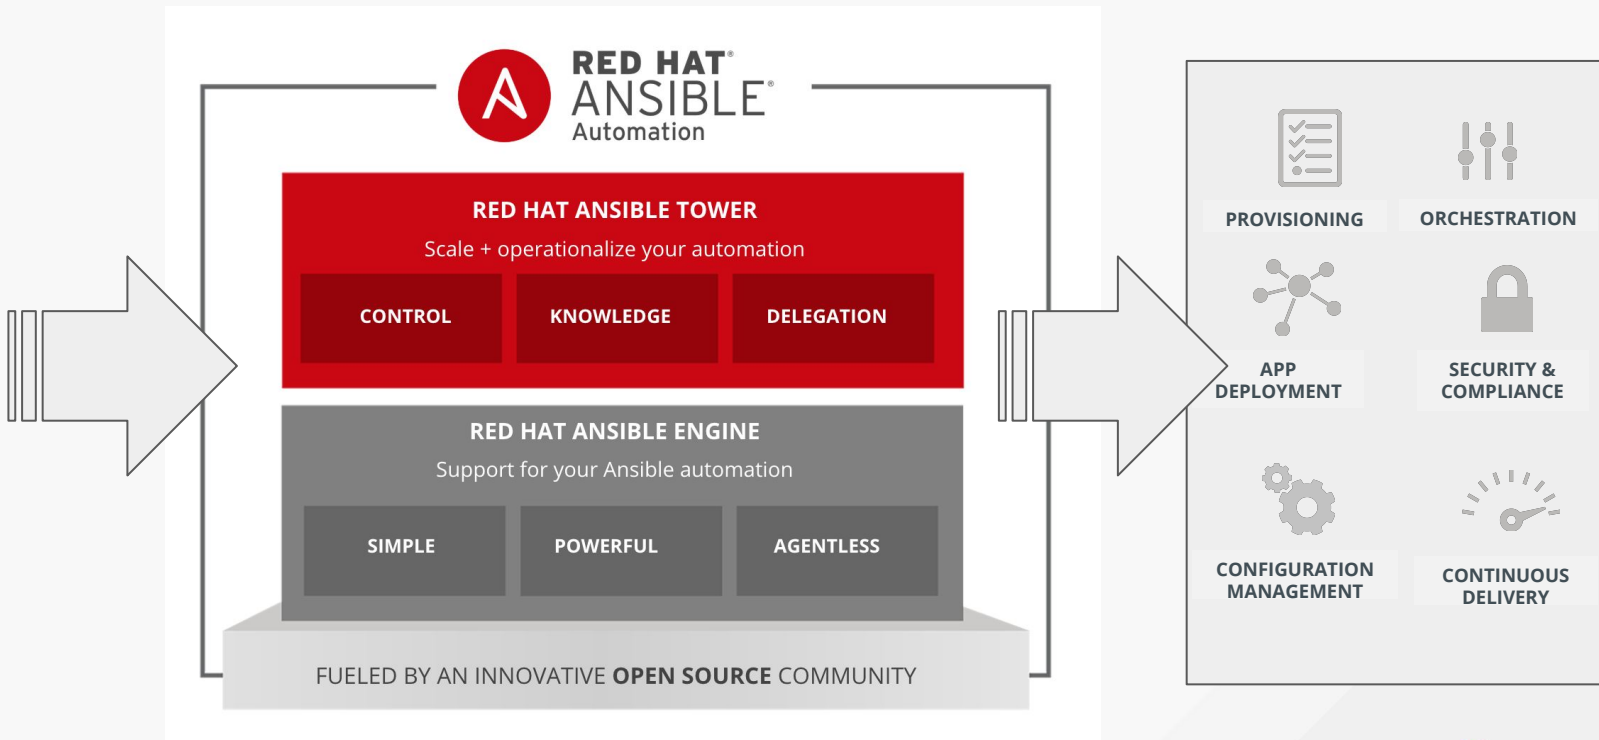 RED HAT®
ANSIBLE®
Automation
RED HAT ANSIBLE TOWER
Scale + operationalize your automation
CONTROL
KNOWLEDGE
DELEGATION
RED HAT ANSIBLE ENGINE
Support for your Ansible automation
SIMPLE
POWERFUL
AGENTLESS
FUELED BY AN INNOVATIVE OPEN SOURCE COMMUNITY
PROVISIONING
ORCHESTRATION
APP
DEPLOYMENT
SECURITY &
COMPLIANCE
CONFIGURATION
MANAGEMENT
CONTINUOUS
DELIVERY